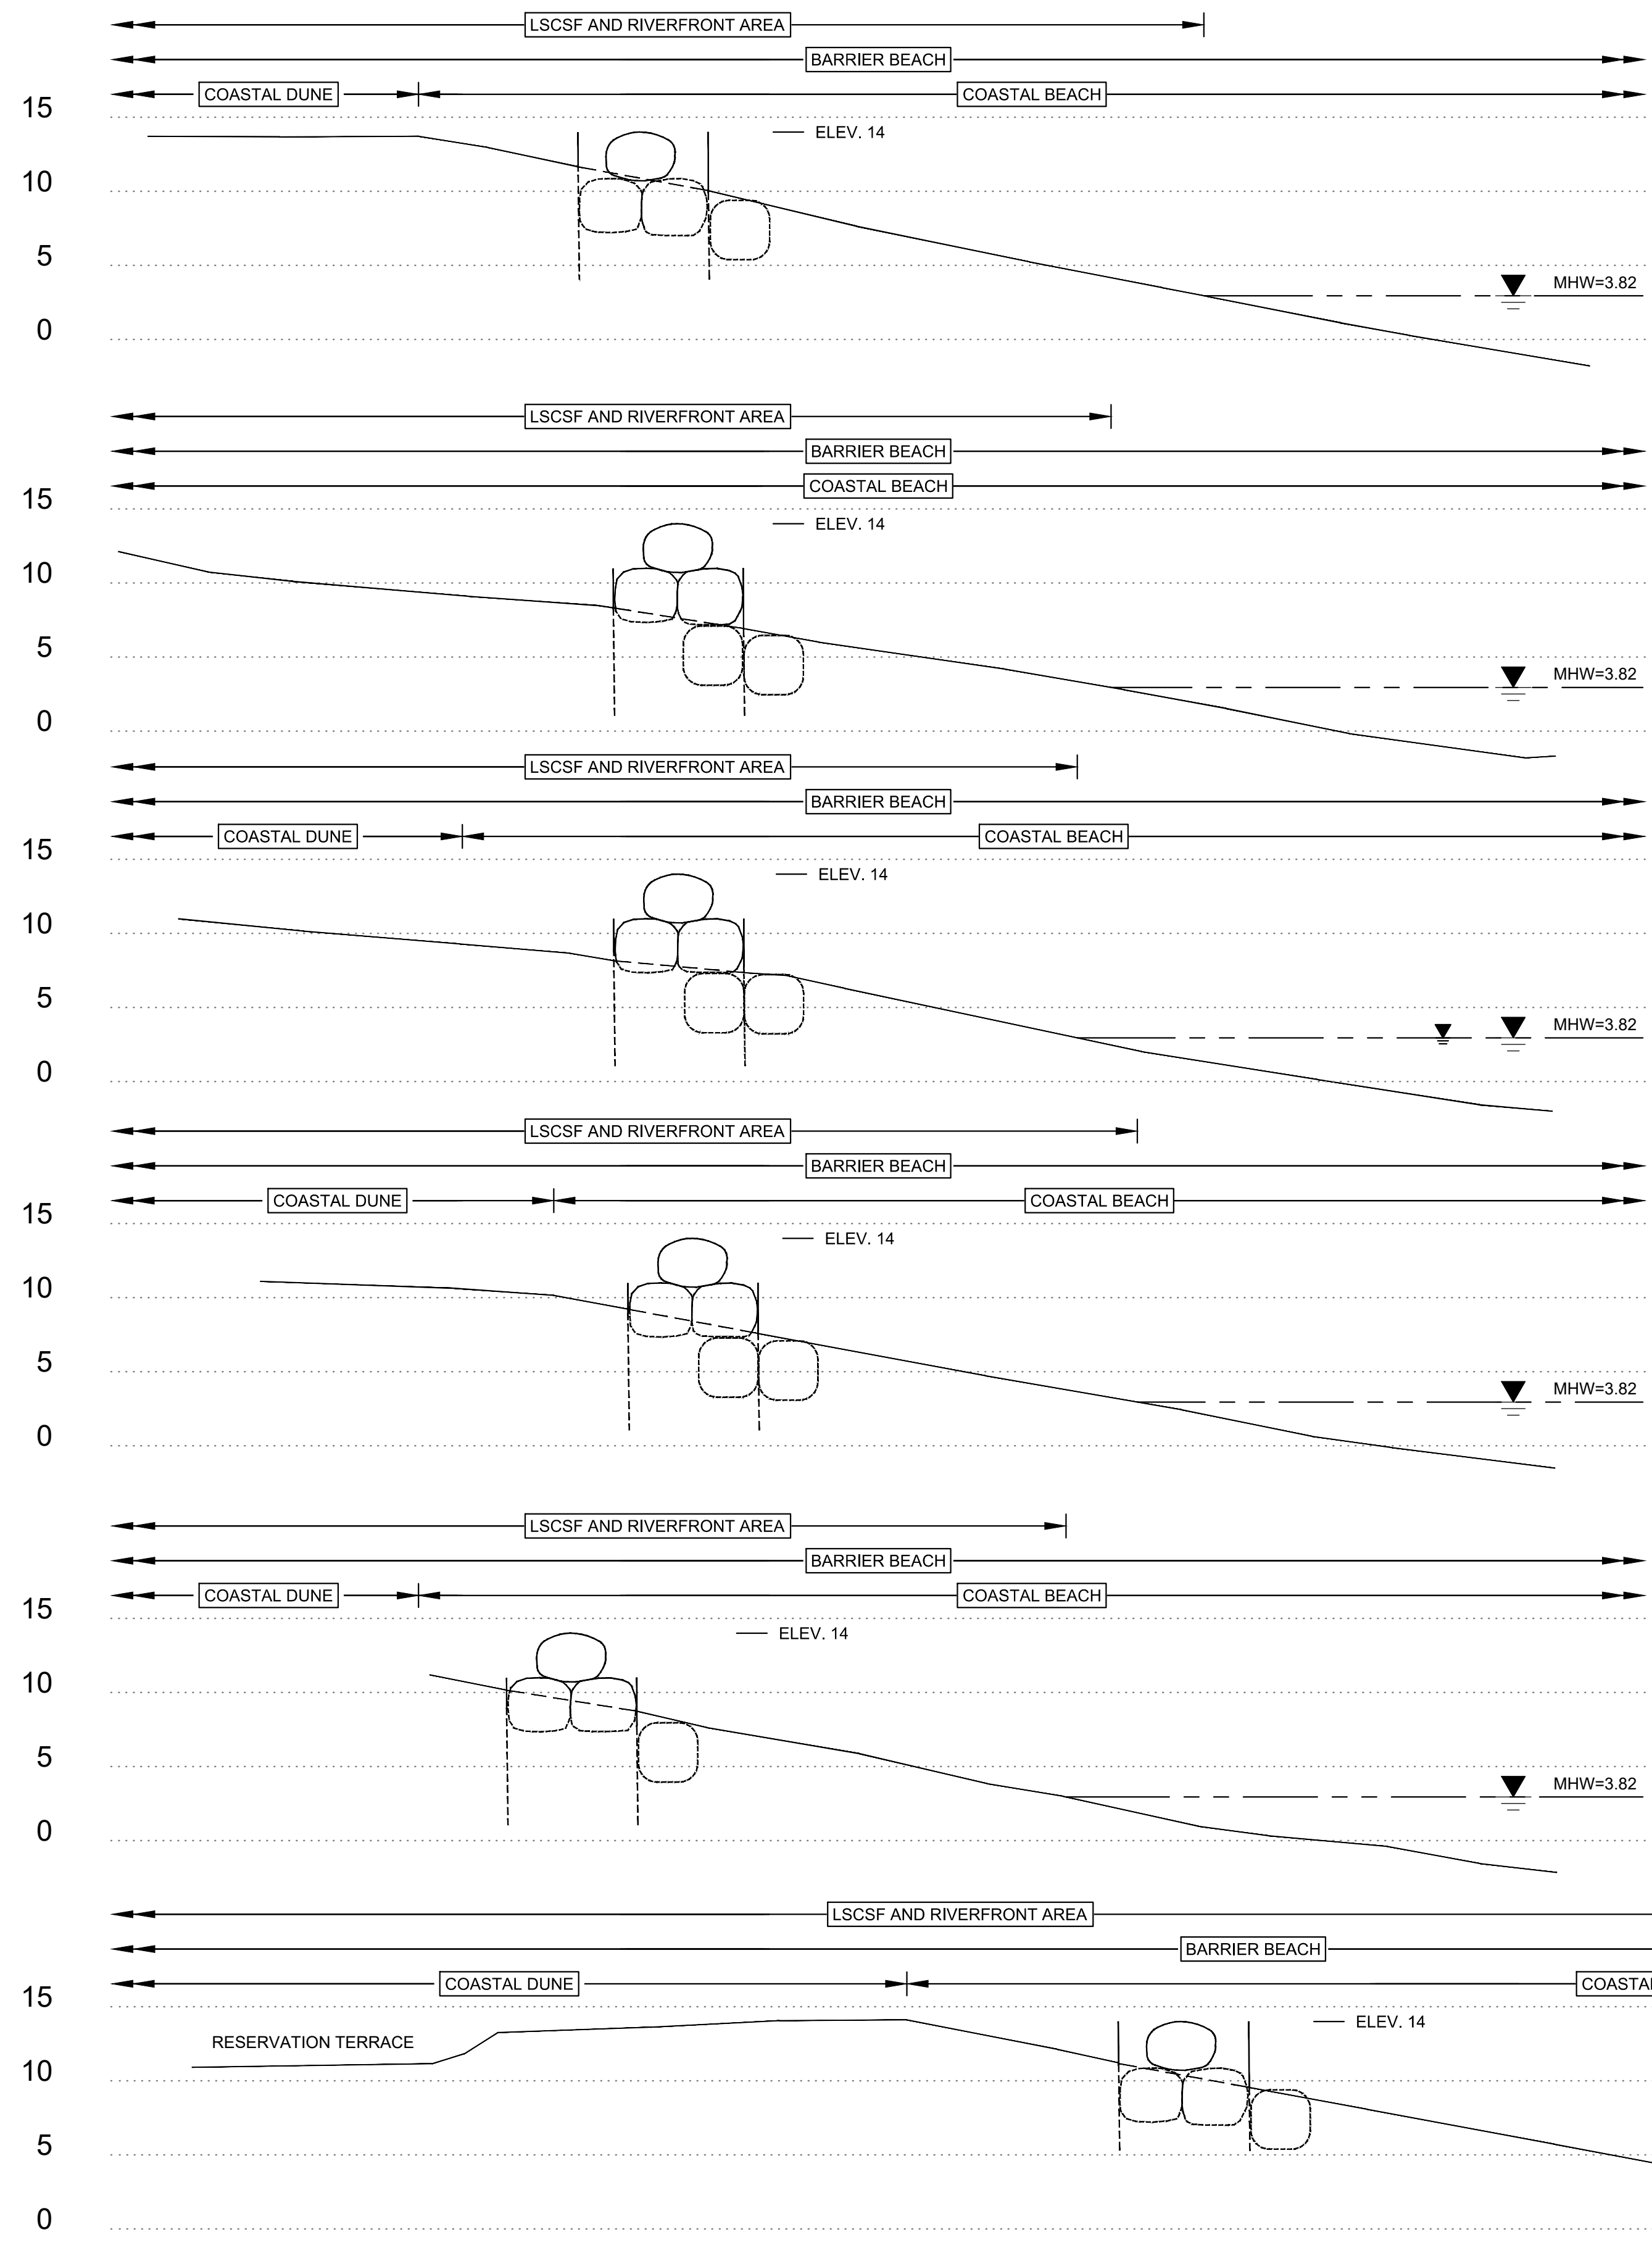 LSCSF AND RIVERFRONT AREA
BARRIER BEACH
COASTAL DUNE COASTAL BEACH
15
ELEV. 14
10
5
MHW=3.82
0
LSCSF AND RIVERFRONT AREA
BARRIER BEACH
COASTAL BEACH
15
ELEV. 14
10
5
MHW=3.82
0
LSCSF AND RIVERFRONT AREA
BARRIER BEACH
COASTAL DUNE COASTAL BEACH
15
ELEV. 14
10
5
MHW=3.82
0
LSCSF AND RIVERFRONT AREA
BARRIER BEACH
COASTAL DUNE COASTAL BEACH
15
ELEV. 14
10
5
MHW=3.82
0
LSCSF AND RIVERFRONT AREA
BARRIER BEACH
COASTAL DUNE COASTAL BEACH
15
ELEV. 14
10
5
MHW=3.82
0
LSCSF AND RIVERFRONT AREA
BARRIER BEACH
COASTAL DUNE COASTA
15
ELEV. 14
RESERVATION TERRACE
10
5
0